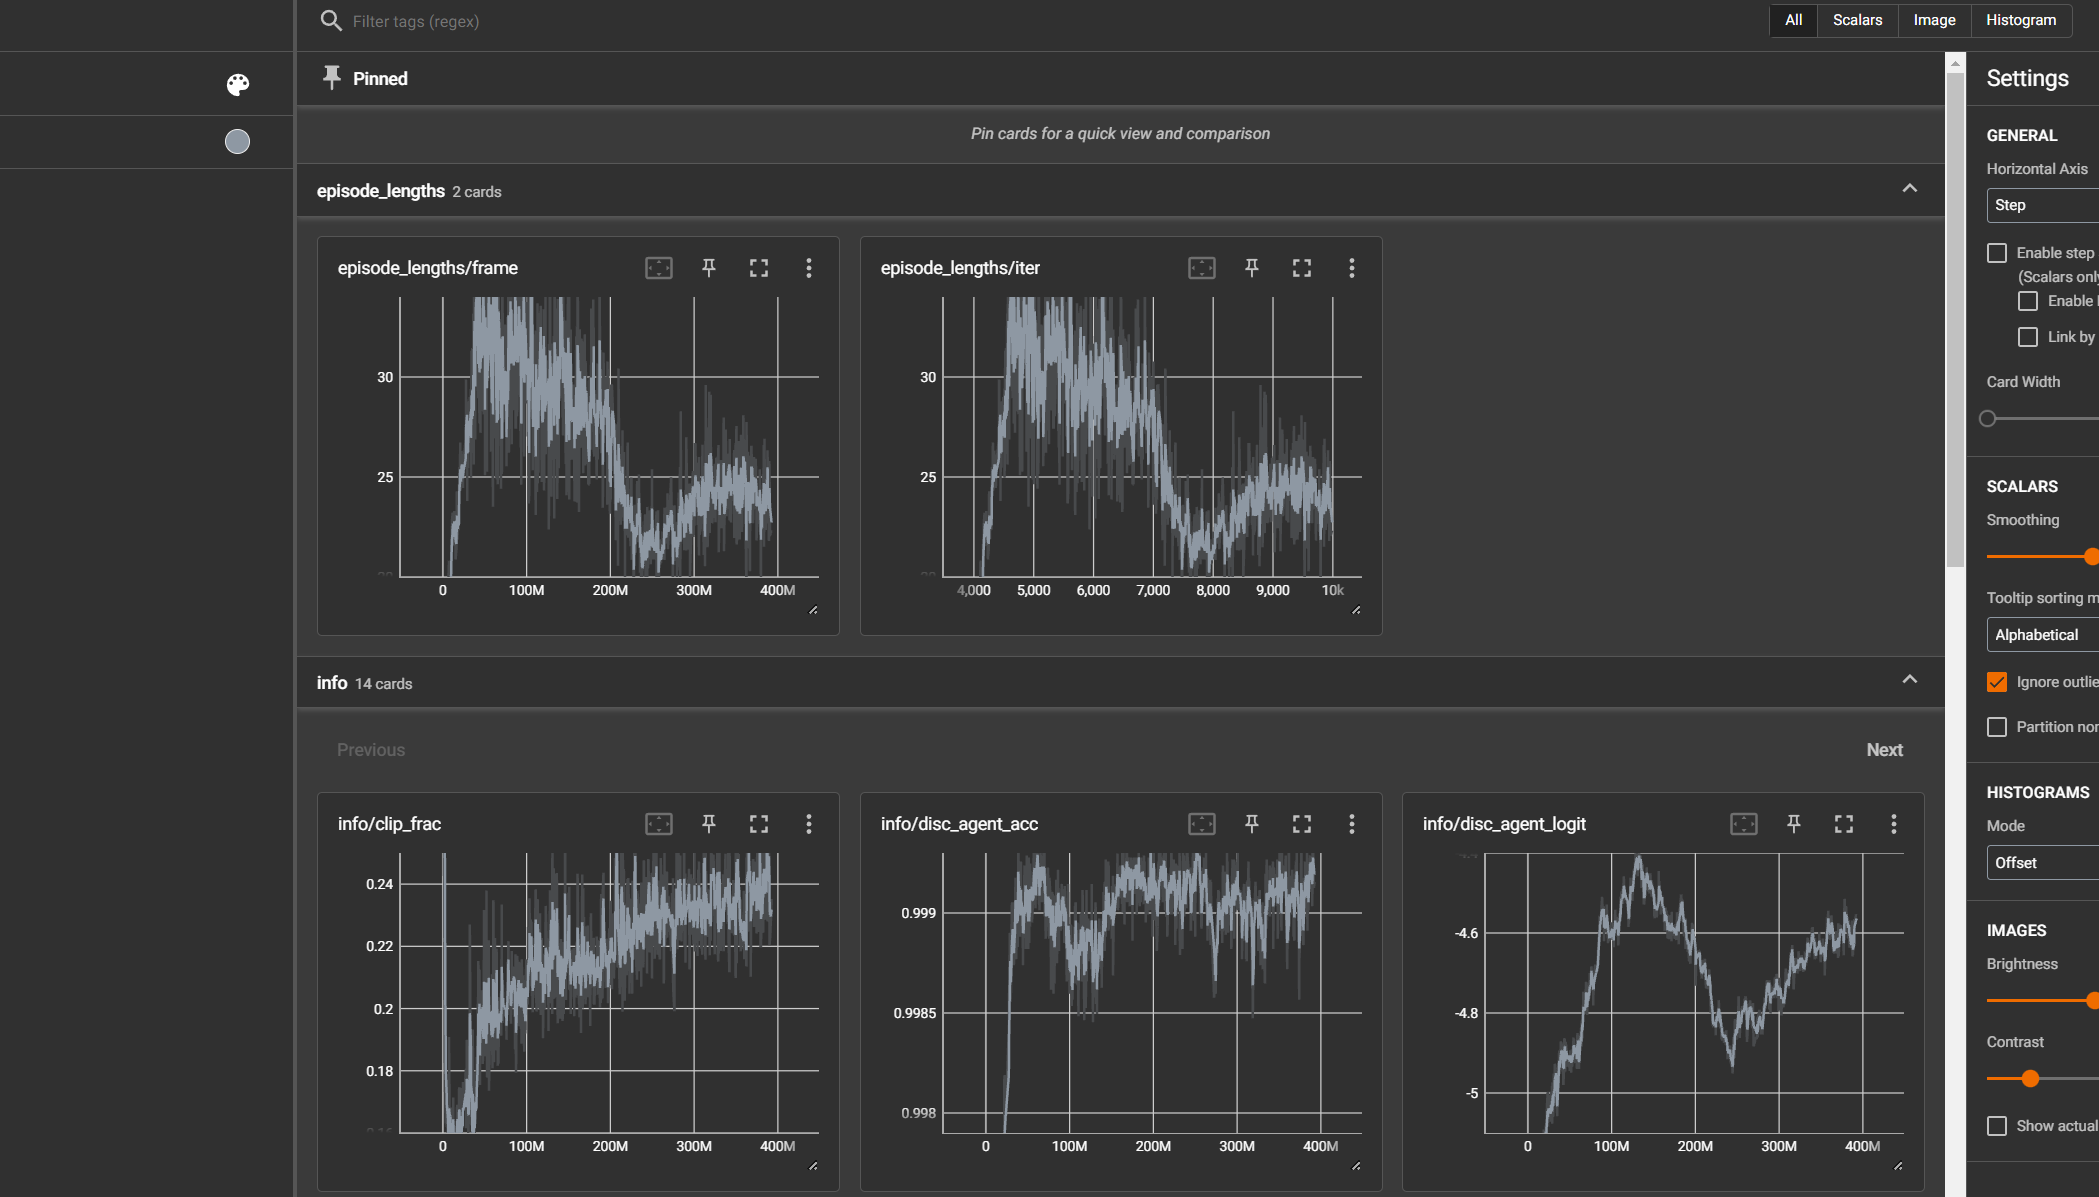 Filter tags (regex)
All Scalars Image Histogram
Pinned
Pin cards for a quick view and comparison
episode_lengths 2 cards
episode_lengths/frame
30
25
0 100M 200M 300M 400M
episode_lengths/iter
30
25
4,000 5,000 6,000 7,000 8,000 9,000 10k
info 14 cards
Previous
Next
info/clip_frac
0.24
0.22
0.2
0.18
0.16
0 100M 200M 300M 400M
info/disc_agent_acc
0.999
0.9985
0.998
0 100M 200M 300M 400M
info/disc_agent_logit
-4.6
-4.8
-5
0 100M 200M 300M 400M
Settings
GENERAL
Horizontal Axis
Step
Enable step
(Scalars only
Enable
Link by
Card Width
SCALARS
Smoothing
Tooltip sorting m
Alphabetical
Ignore outlie
Partition non
HISTOGRAMS
Mode
Offset
IMAGES
Brightness
Contrast
Show actual